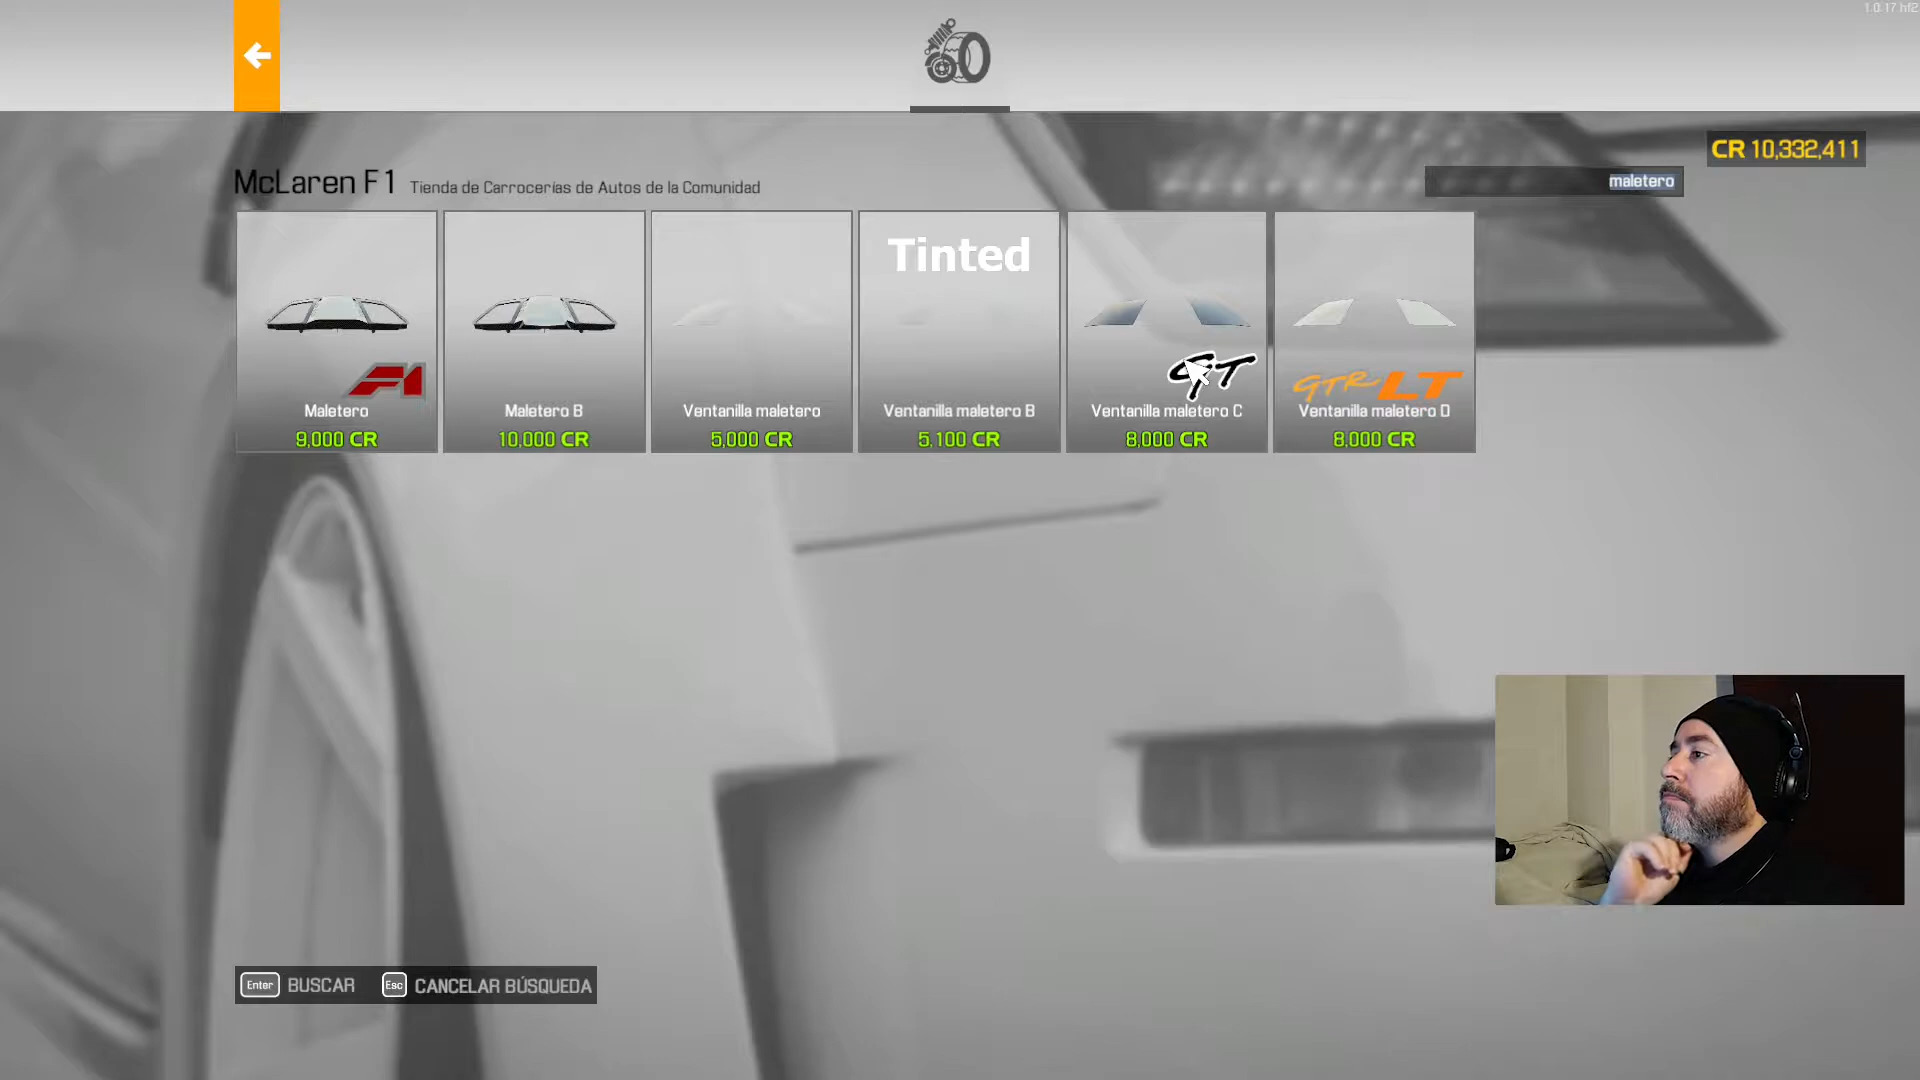 1.0.17.hf2
CR 10,332,411
McLaren F1 Tienda de Carrocerías de Autos de la Comunidad
maletero
F1
Maletero
9,000 CR
Maletero B
10,000 CR
Ventanilla maletero
5,000 CR
Tinted
Ventanilla maletero B
5,100 CR
GT
Ventanilla maletero C
8,000 CR
GTR LT
Ventanilla maletero D
8,000 CR
Enter BUSCAR Esc CANCELAR BÚSQUEDA